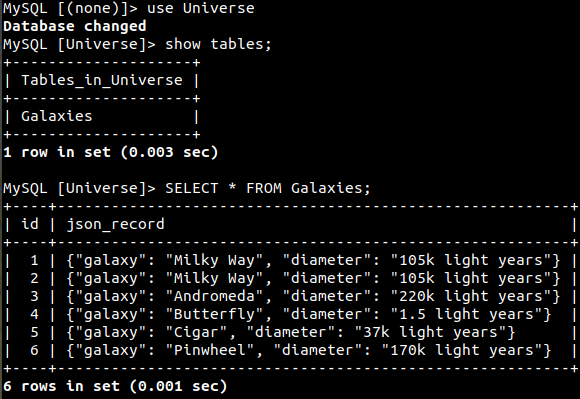 MySQL [(none)]> use Universe
Database changed
MySQL [Universe]> show tables;
+--------------------+
| Tables_in_Universe |
+--------------------+
| Galaxies           |
+--------------------+
1 row in set (0.003 sec)

MySQL [Universe]> SELECT * FROM Galaxies;
+----+---------------------------------------------------------+
| id | json_record                                             |
+----+---------------------------------------------------------+
|  1 | {"galaxy": "Milky Way", "diameter": "105k light years"} |
|  2 | {"galaxy": "Milky Way", "diameter": "105k light years"} |
|  3 | {"galaxy": "Andromeda", "diameter": "220k light years"} |
|  4 | {"galaxy": "Butterfly", "diameter": "1.5 light years"}  |
|  5 | {"galaxy": "Cigar", "diameter": "37k light years"}      |
|  6 | {"galaxy": "Pinwheel", "diameter": "170k light years"}  |
+----+---------------------------------------------------------+
6 rows in set (0.001 sec)